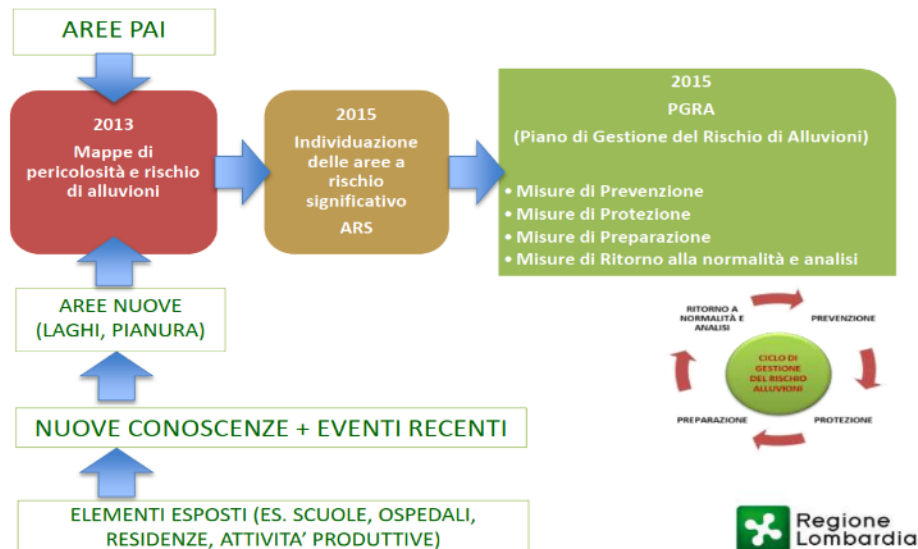 AREE PAI
2013
Mappe di
pericolosità e rischio
di alluvioni
2015
Individuazione
delle aree a
rischio
significativo
ARS
2015
PGRA
(Piano di Gestione del Rischio di Alluvioni)
• Misure di Prevenzione
• Misure di Protezione
• Misure di Preparazione
• Misure di Ritorno alla normalità e analisi
AREE NUOVE
(LAGHI, PIANURA)
NUOVE CONOSCENZE + EVENTI RECENTI
ELEMENTI ESPOSTI (ES. SCUOLE, OSPEDALI,
RESIDENZE, ATTIVITA’ PRODUTTIVE)
RITORNO A
NORMALITÀ E
ANALISI
PREVENZIONE
CICLO DI
GESTIONE
DEL RISCHIO
ALLUVIONI
PREPARAZIONE
PROTEZIONE
Regione
Lombardia